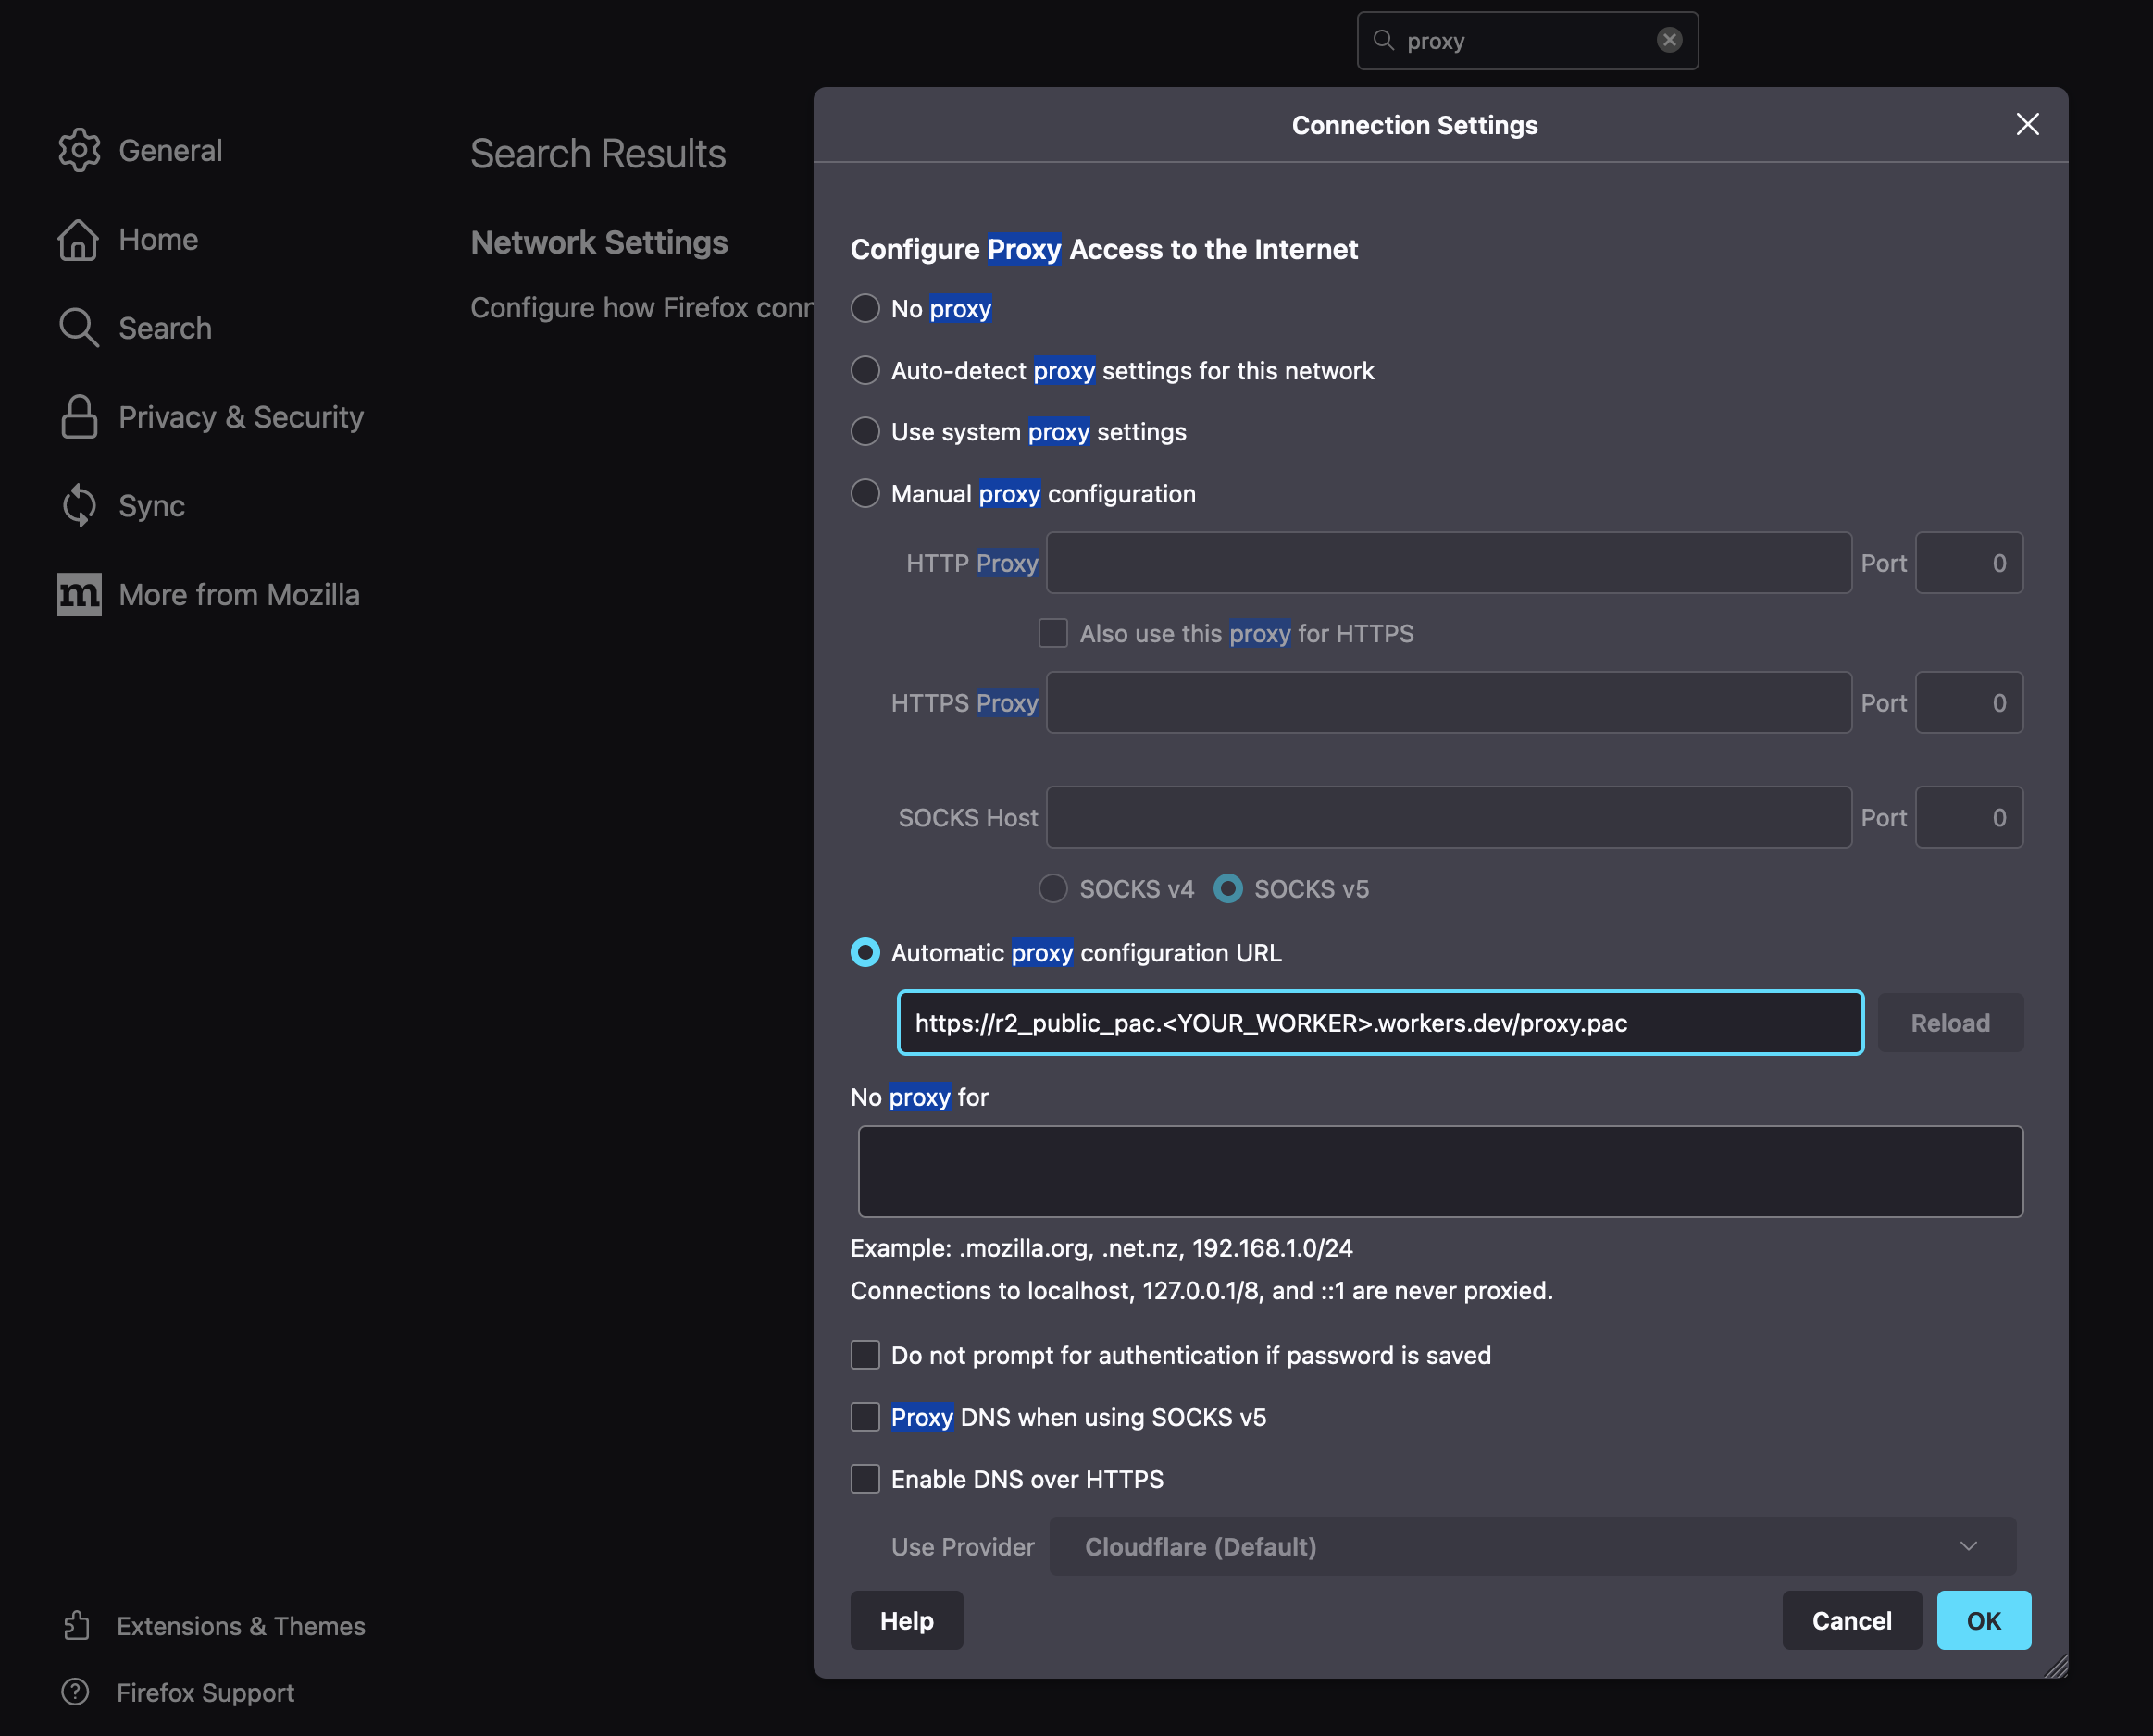 proxy
General
Home
Search
Privacy & Security
Sync
More from Mozilla
Extensions & Themes
Firefox Support
Search Results
Network Settings
Configure how Firefox conn
Connection Settings
Configure Proxy Access to the Internet
No proxy
Auto-detect proxy settings for this network
Use system proxy settings
Manual proxy configuration
HTTP Proxy Port 0
Also use this proxy for HTTPS
HTTPS Proxy Port 0
SOCKS Host Port 0
SOCKS v4 SOCKS v5
Automatic proxy configuration URL
https://r2_public_pac.<YOUR_WORKER>.workers.dev/proxy.pac Reload
No proxy for
Example: .mozilla.org, .net.nz, 192.168.1.0/24
Connections to localhost, 127.0.0.1/8, and ::1 are never proxied.
Do not prompt for authentication if password is saved
Proxy DNS when using SOCKS v5
Enable DNS over HTTPS
Use Provider Cloudflare (Default)
Help Cancel OK